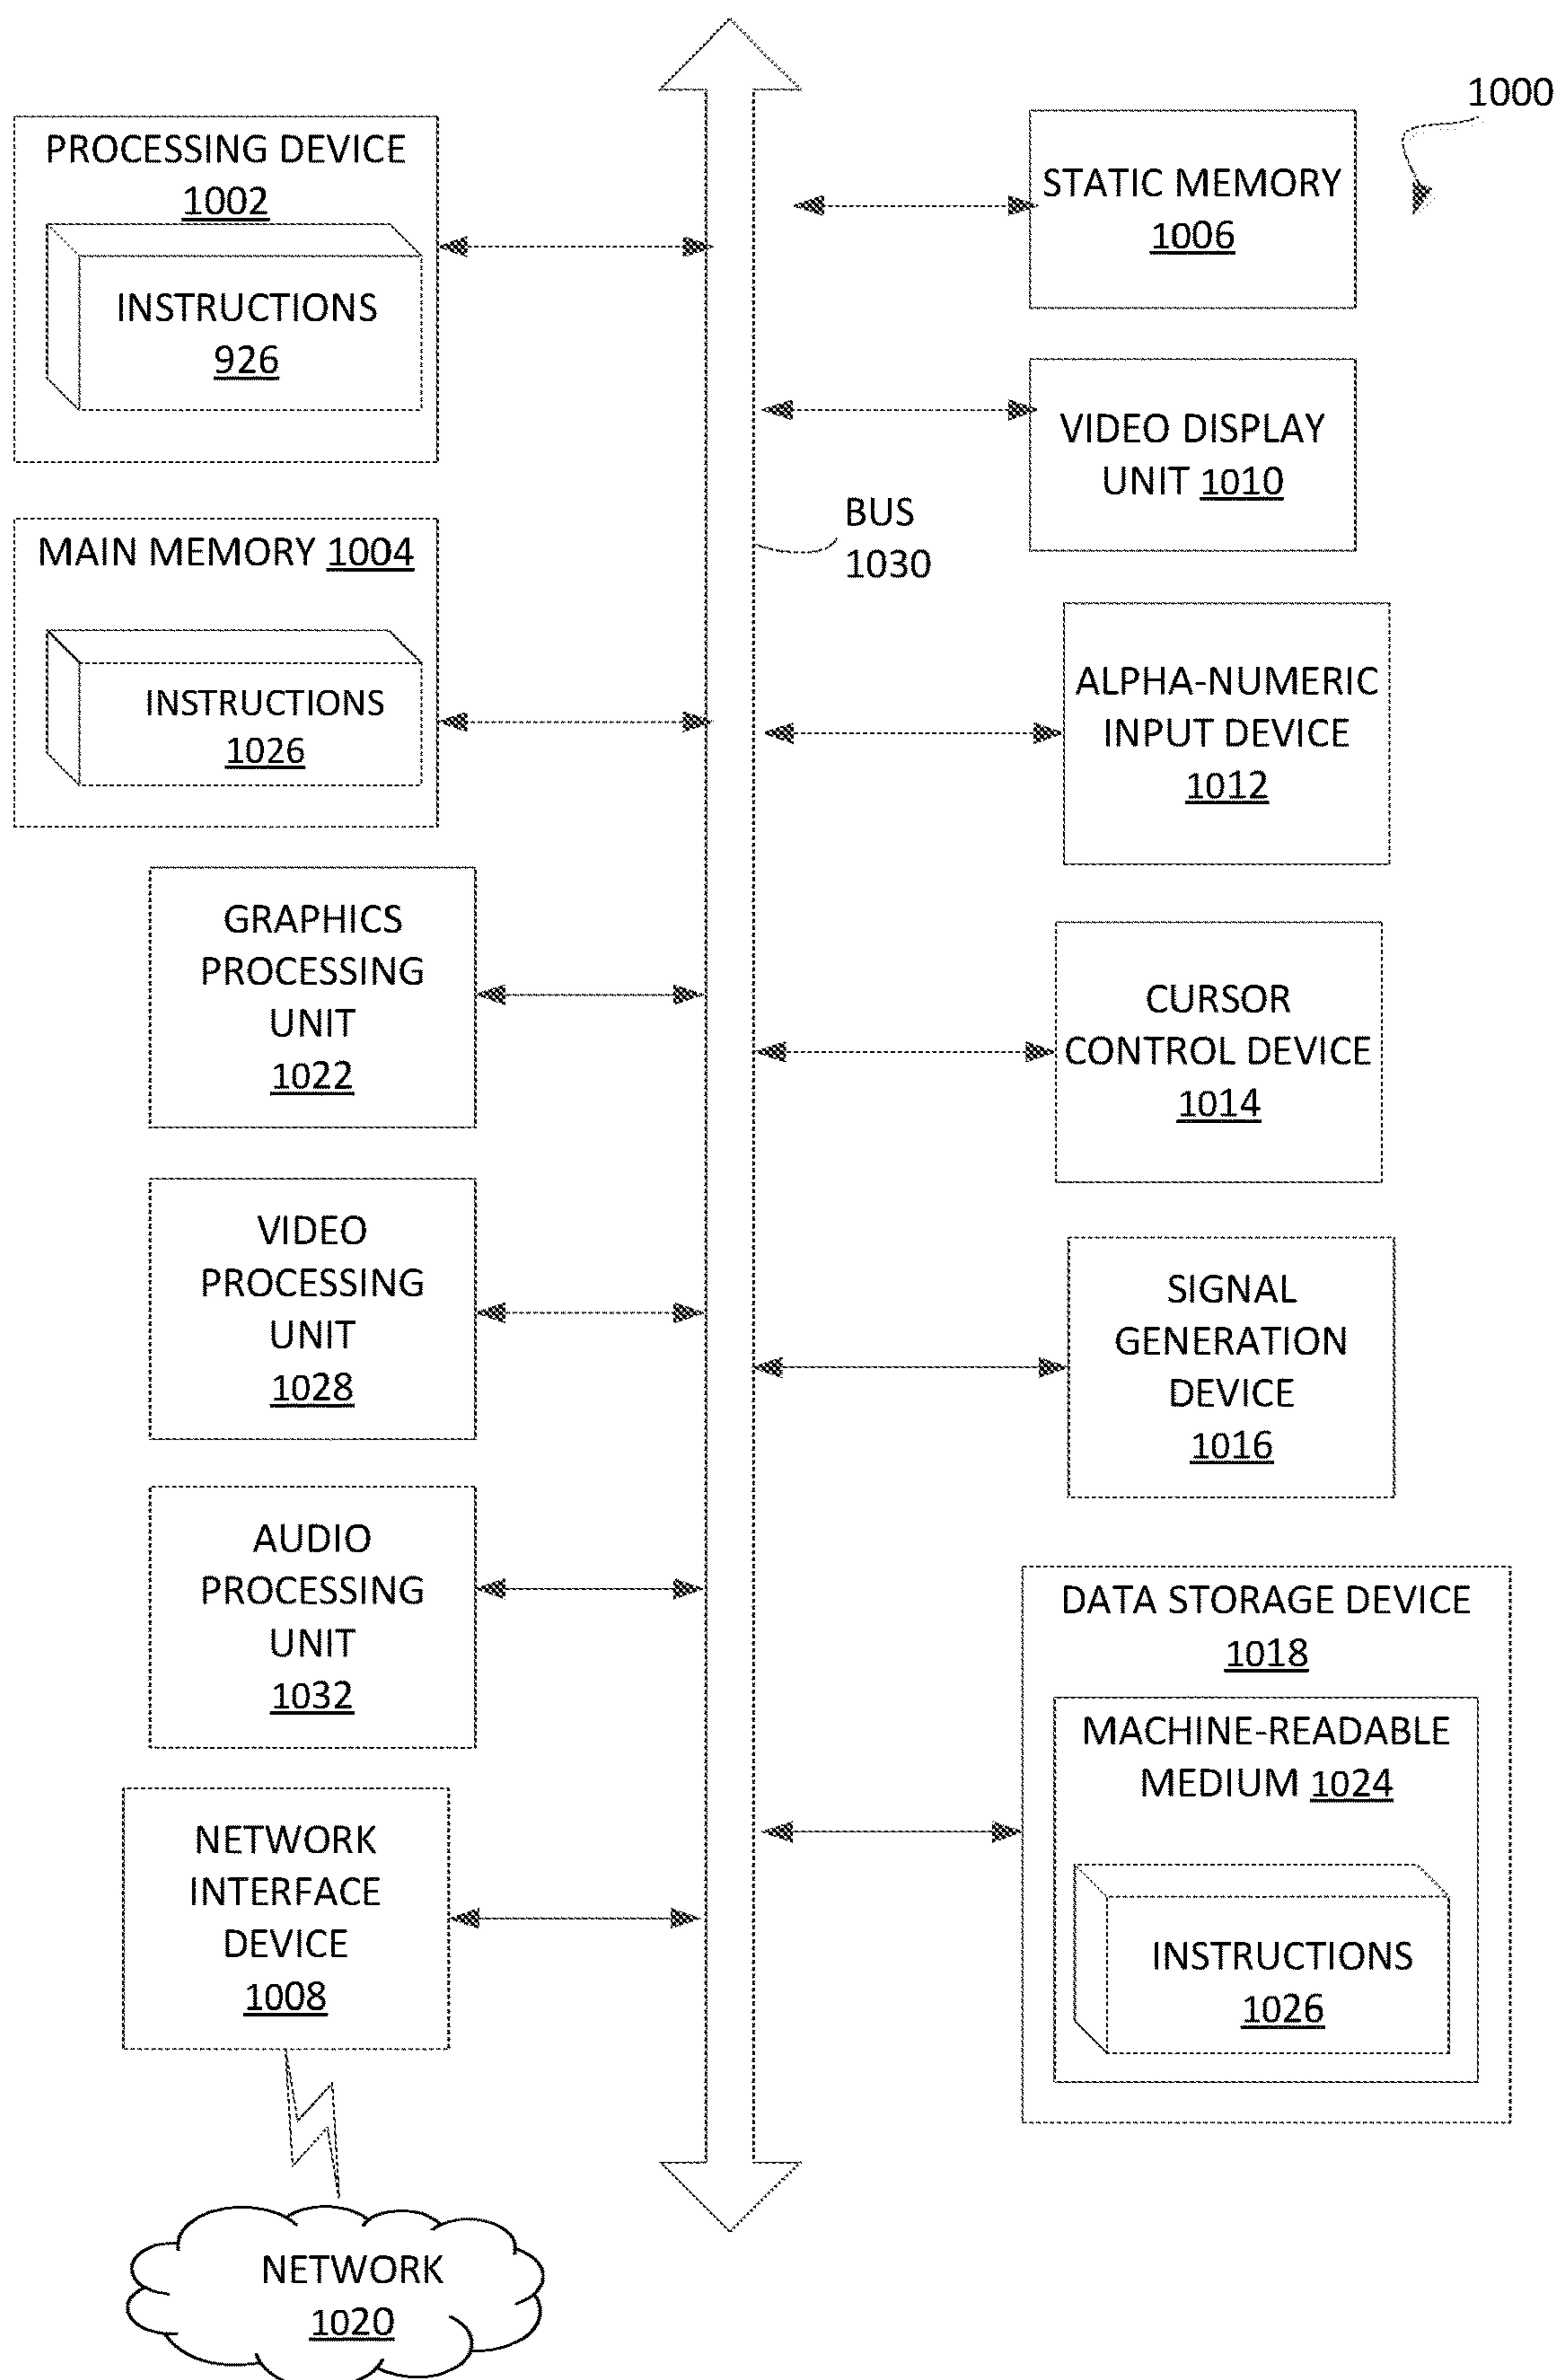 1000
PROCESSING DEVICE
1002
INSTRUCTIONS
926
MAIN MEMORY 1004
INSTRUCTIONS
1026
GRAPHICS
PROCESSING
UNIT
1022
VIDEO
PROCESSING
UNIT
1028
AUDIO
PROCESSING
UNIT
1032
NETWORK
INTERFACE
DEVICE
1008
NETWORK
1020
BUS
1030
STATIC MEMORY
1006
VIDEO DISPLAY
UNIT 1010
ALPHA-NUMERIC
INPUT DEVICE
1012
CURSOR
CONTROL DEVICE
1014
SIGNAL
GENERATION
DEVICE
1016
DATA STORAGE DEVICE
1018
MACHINE-READABLE
MEDIUM 1024
INSTRUCTIONS
1026